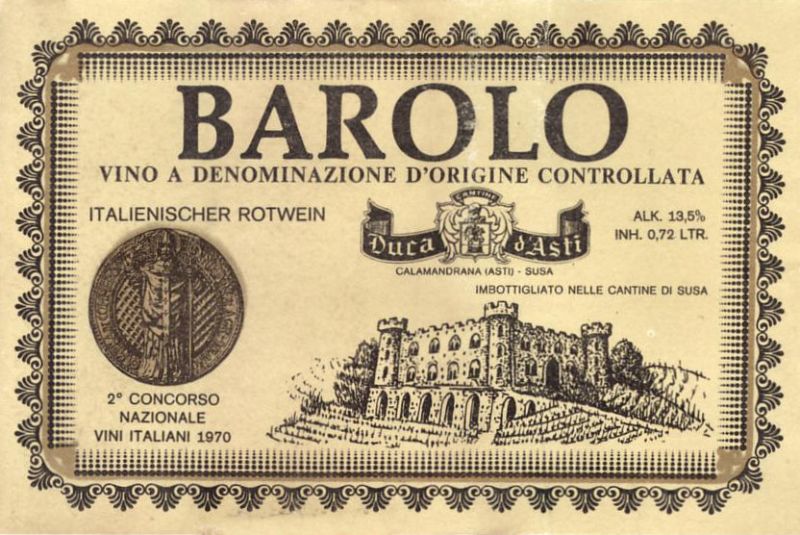 BAROLO
VINO A DENOMINAZIONE D'ORIGINE CONTROLLATA
ITALIENISCHER ROTWEIN
CANTINE
Duca d'Asti
CALAMANDRANA (ASTI) - SUSA
ALK. 13,5%
INH. 0,72 LTR.
IMBOTTIGLIATO NELLE CANTINE DI SUSA
2° CONCORSO
NAZIONALE
VINI ITALIANI 1970